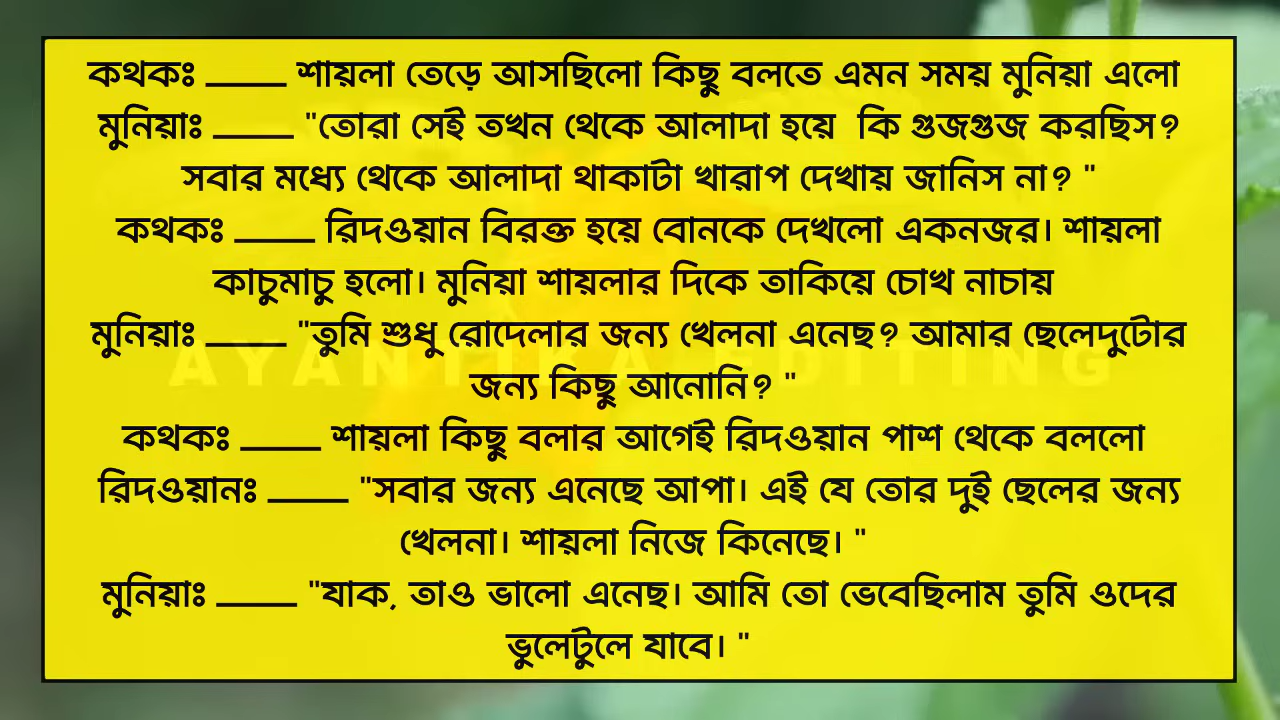 কথকঃ ____ শায়লা তেড়ে আসছিলো কিছু বলতে এমন সময় মুনিয়া এলো
মুনিয়াঃ ____ "তোরা সেই তখন থেকে আলাদা হয়ে  কি গুজগুজ করছিস?
সবার মধ্যে থেকে আলাদা থাকাটা খারাপ দেখায় জানিস না? "
কথকঃ ____ রিদওয়ান বিরক্ত হয়ে বোনকে দেখলো একনজর। শায়লা
কাচুমাচু হলো। মুনিয়া শায়লার দিকে তাকিয়ে চোখ নাচায়
মুনিয়াঃ ____ "তুমি শুধু রোদেলার জন্য খেলনা এনেছ? আমার ছেলেদুটোর
জন্য কিছু আনোনি? "
AYANTIKA EDITING
কথকঃ ____ শায়লা কিছু বলার আগেই রিদওয়ান পাশ থেকে বললো
রিদওয়ানঃ ____ "সবার জন্য এনেছে আপা। এই যে তোর দুই ছেলের জন্য
খেলনা। শায়লা নিজে কিনেছে। "
মুনিয়াঃ ____ "যাক, তাও ভালো এনেছ। আমি তো ভেবেছিলাম তুমি ওদের
ভুলেটুলে যাবে। "